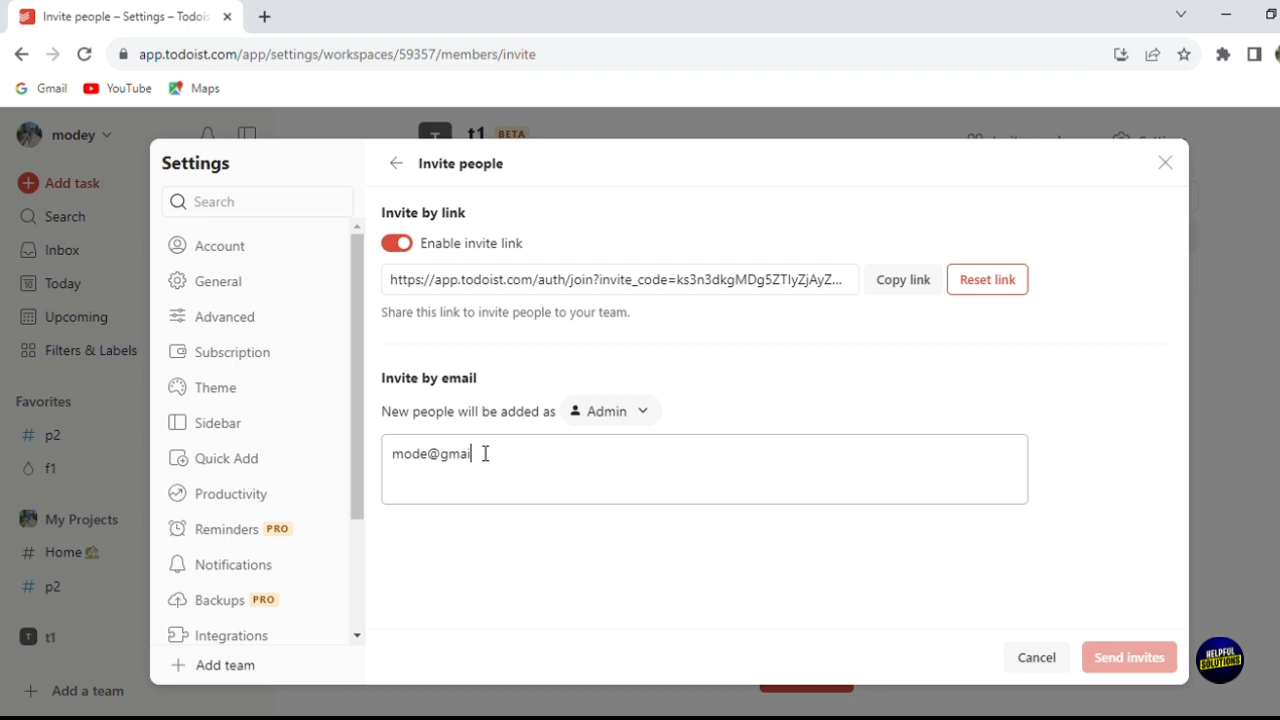 Invite people – Settings – Todois
app.todoist.com/app/settings/workspaces/59357/members/invite
Gmail
YouTube
Maps
modey
t1 BETA
Add task
Search
Inbox
Today
Upcoming
Filters & Labels
Favorites
p2
f1
My Projects
Home
p2
T t1
Add a team
Settings
Search
Account
General
Advanced
Subscription
Theme
Sidebar
Quick Add
Productivity
Reminders PRO
Notifications
Backups PRO
Integrations
Add team
Invite people
Invite by link
Enable invite link
https://app.todoist.com/auth/join?invite_code=ks3n3dkgMDg5ZTIyZjAyZ...
Copy link
Reset link
Share this link to invite people to your team.
Invite by email
New people will be added as Admin
mode@gmai
Cancel
Send invites
HELPFUL
SOLUTIONS